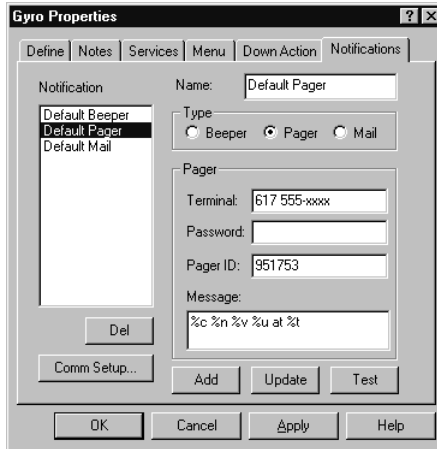 Gyro Properties
Define Notes Services Menu Down Action Notifications
Notification
Default Beeper
Default Pager
Default Mail
Del
Comm Setup...
Name: Default Pager
Type
Beeper Pager Mail
Pager
Terminal: 617 555-xxxx
Password:
Pager ID: 951753
Message:
%c %n %v %u at %t
Add Update Test
OK Cancel Apply Help